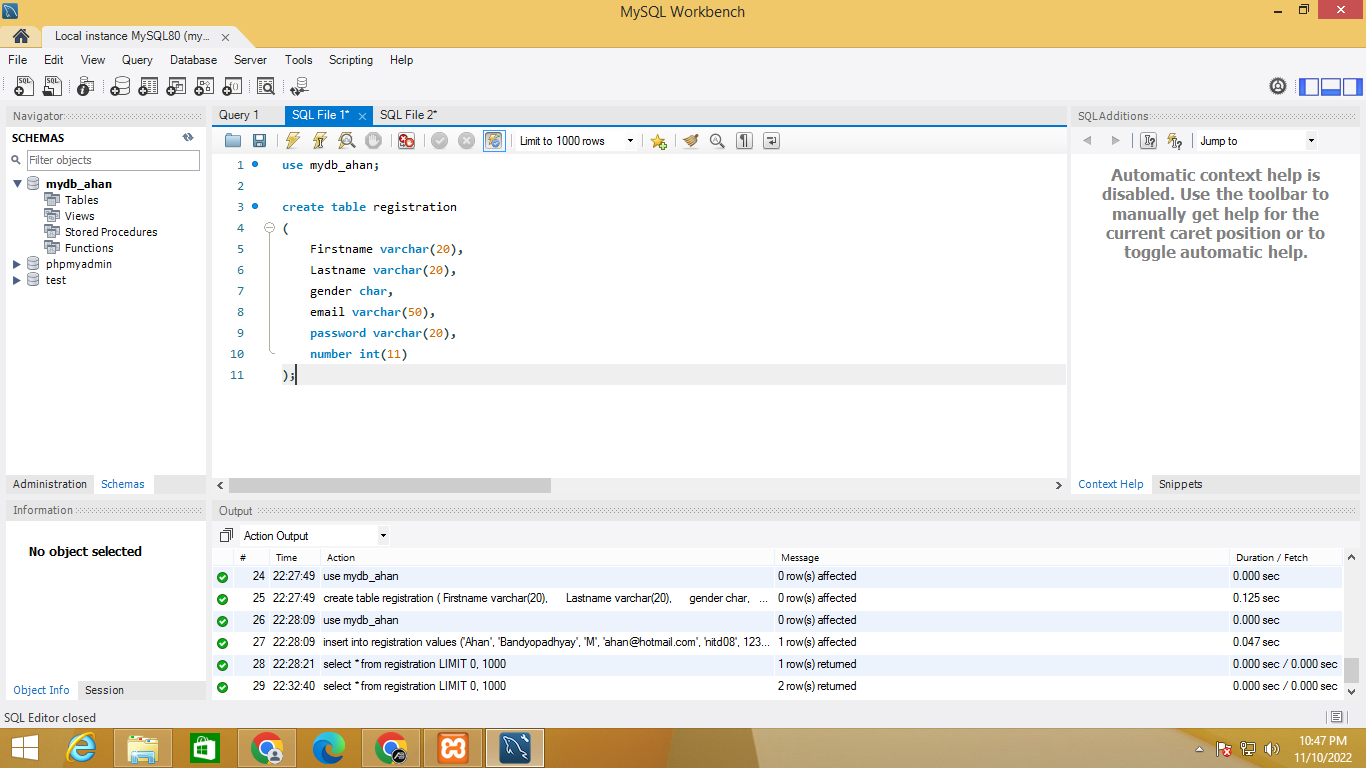 MySQL Workbench
Local instance MySQL80 (my...
File Edit View Query Database Server Tools Scripting Help
Navigator
SCHEMAS
Filter objects
mydb_ahan
Tables
Views
Stored Procedures
Functions
phpmyadmin
test
Administration Schemas
Information
No object selected
Object Info Session
Query 1 SQL File 1* SQL File 2*
Limit to 1000 rows
1 use mydb_ahan;
2
3 create table registration
4 (
5 Firstname varchar(20),
6 Lastname varchar(20),
7 gender char,
8 email varchar(50),
9 password varchar(20),
10 number int(11)
11 );
SQLAdditions
Jump to
Automatic context help is
disabled. Use the toolbar to
manually get help for the
current caret position or to
toggle automatic help.
Context Help Snippets
Output
Action Output
# Time Action Message Duration / Fetch
24 22:27:49 use mydb_ahan 0 row(s) affected 0.000 sec
25 22:27:49 create table registration ( Firstname varchar(20), Lastname varchar(20), gender char, ... 0 row(s) affected 0.125 sec
26 22:28:09 use mydb_ahan 0 row(s) affected 0.000 sec
27 22:28:09 insert into registration values ('Ahan', 'Bandyopadhyay', 'M', 'ahan@hotmail.com', 'nitd08', 123... 1 row(s) affected 0.047 sec
28 22:28:21 select * from registration LIMIT 0, 1000 1 row(s) returned 0.000 sec / 0.000 sec
29 22:32:40 select * from registration LIMIT 0, 1000 2 row(s) returned 0.000 sec / 0.000 sec
SQL Editor closed
10:47 PM
11/10/2022